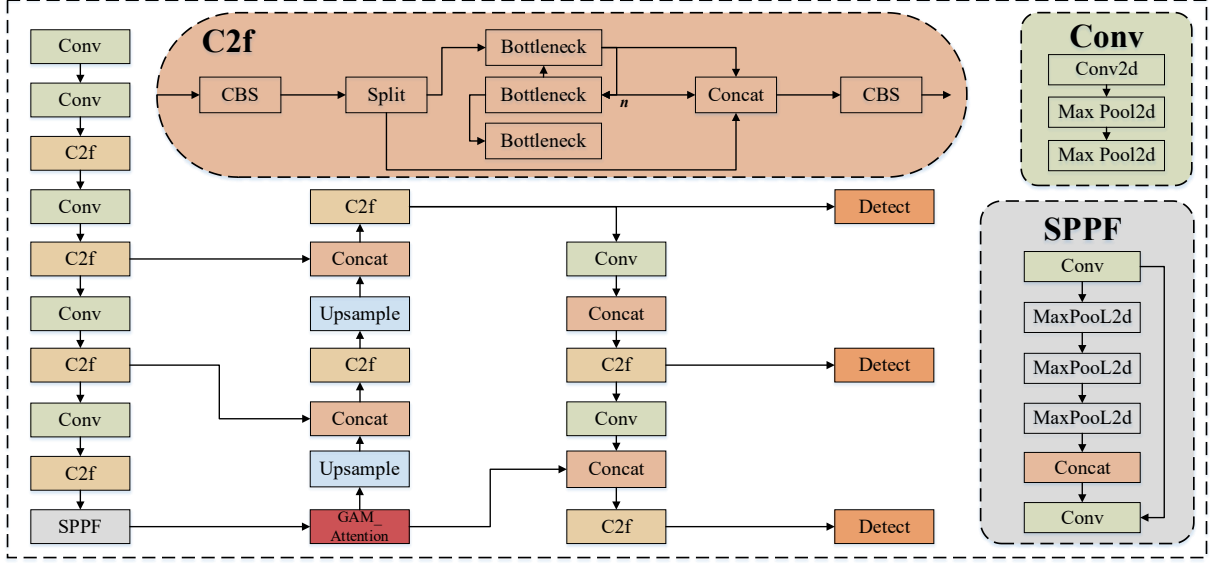 Conv
Conv
C2f
Conv
C2f
Conv
C2f
Conv
C2f
SPPF
C2f
CBS
Split
Bottleneck
Bottleneck
Bottleneck
n
Concat
CBS
Conv
Conv2d
Max Pool2d
Max Pool2d
C2f
Concat
Upsample
C2f
Concat
Upsample
GAM_
Attention
Conv
Concat
C2f
Conv
Concat
C2f
Detect
Detect
Detect
SPPF
Conv
MaxPooL2d
MaxPooL2d
MaxPooL2d
Concat
Conv